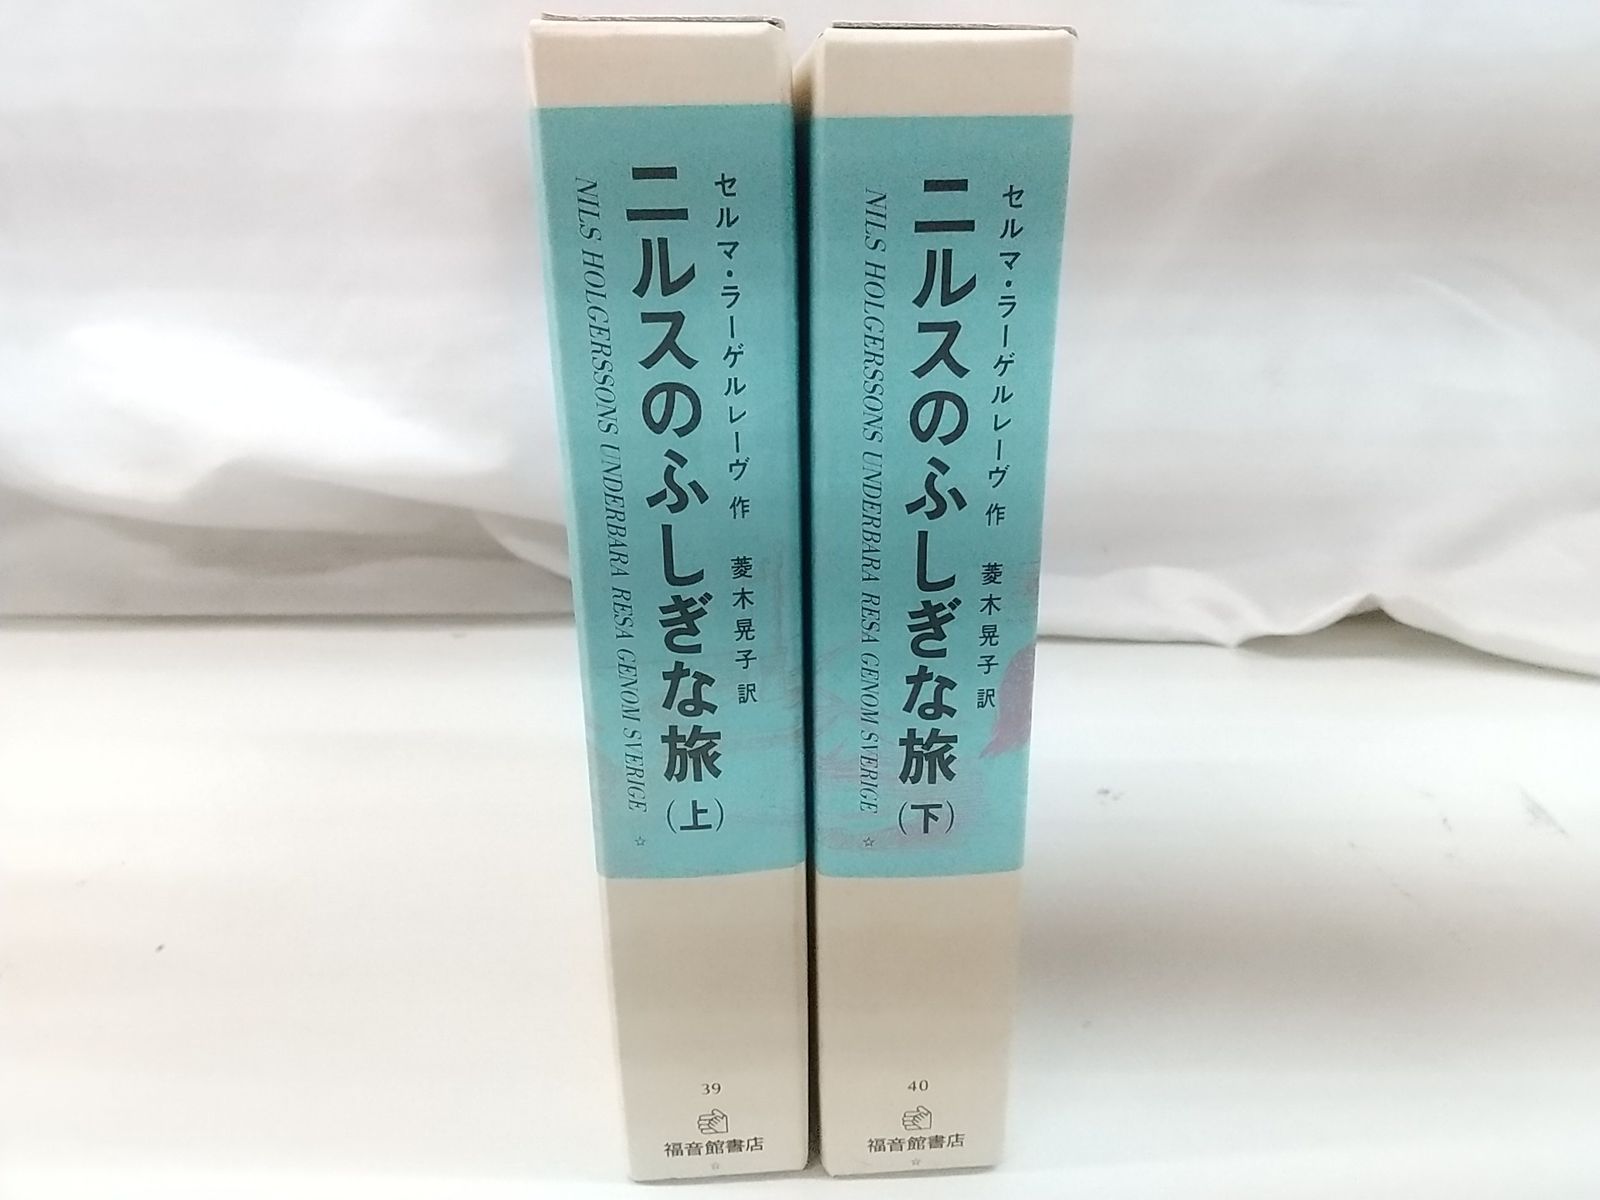 セルマ・ラーゲルレーヴ 作 菱木晃子 訳
ニルスのふしぎな旅(上)
NILS HOLGERSSONS UNDERBARA RESA GENOM SVERIGE
☆
39
福音館書店
セルマ・ラーゲルレーヴ 作 菱木晃子 訳
ニルスのふしぎな旅(下)
NILS HOLGERSSONS UNDERBARA RESA GENOM SVERIGE
☆
40
福音館書店